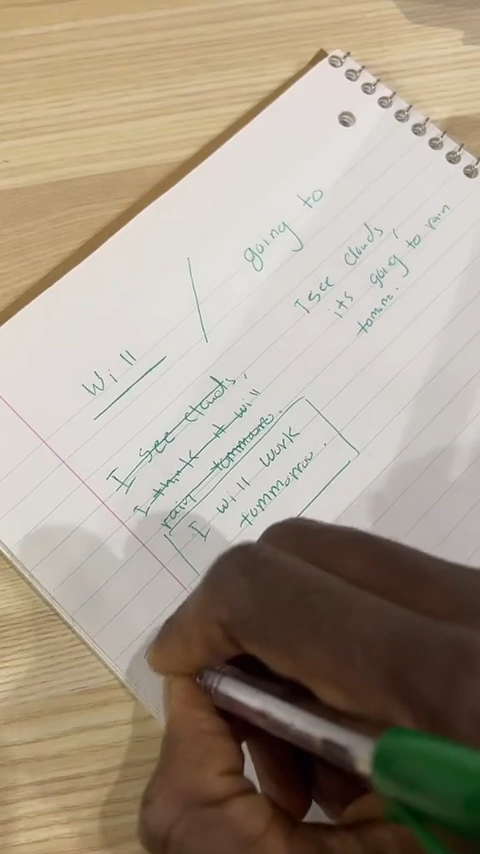 Will / going to
I see clouds,
I think it will
rain tommoro.
I will work
tommorow.
I see clouds,
its going to rain
tomorro.